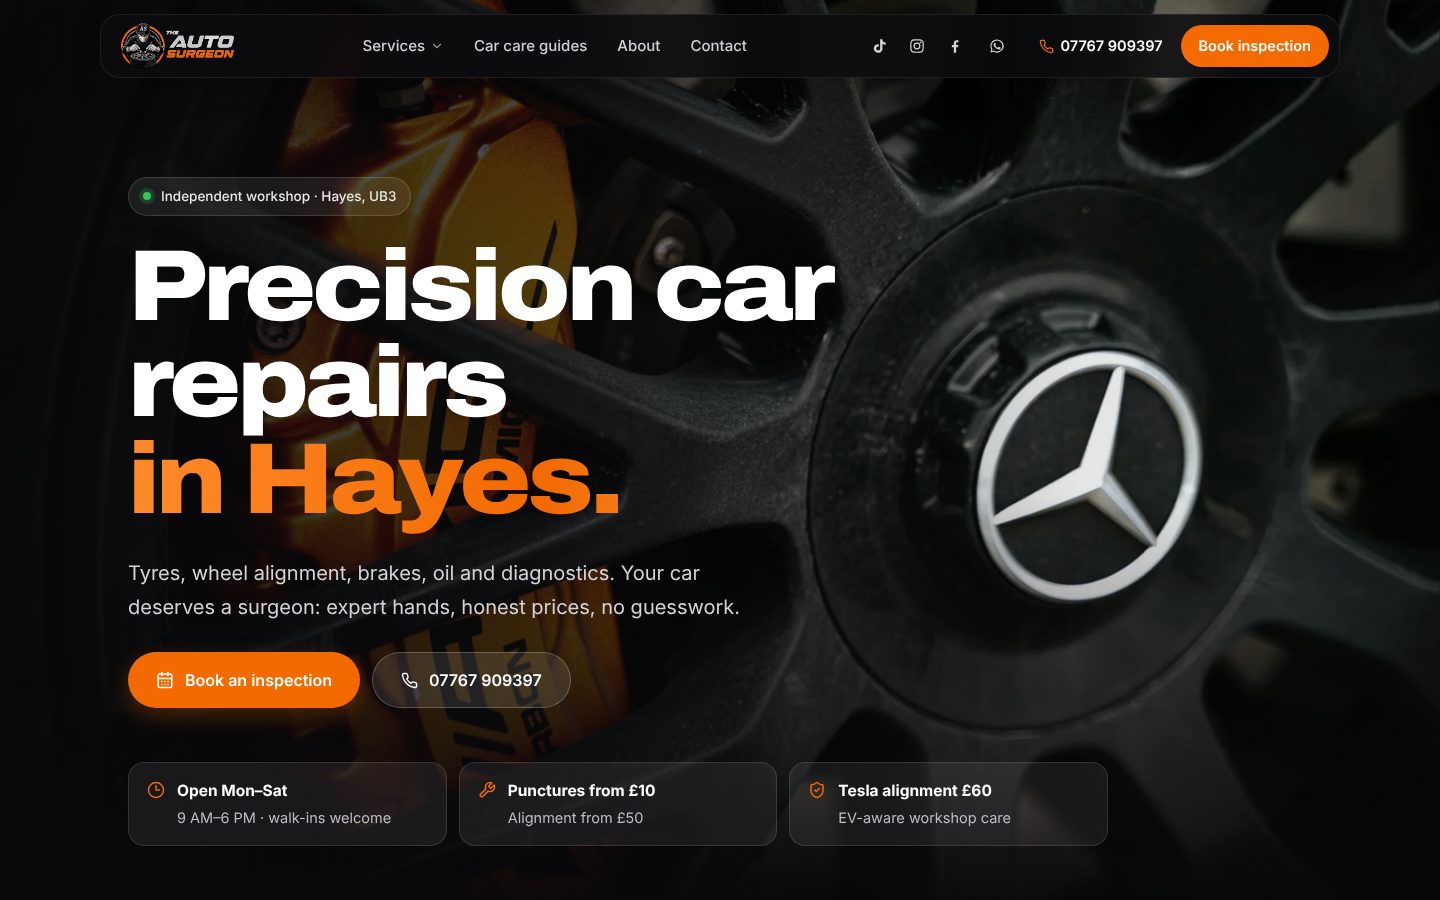 THE
AUTO
SURGEON
Services
Car care guides
About
Contact
07767 909397
Book inspection
Independent workshop · Hayes, UB3
Precision car
repairs
in Hayes.
Tyres, wheel alignment, brakes, oil and diagnostics. Your car
deserves a surgeon: expert hands, honest prices, no guesswork.
Book an inspection
07767 909397
Open Mon–Sat
9 AM–6 PM · walk-ins welcome
Punctures from £10
Alignment from £50
Tesla alignment £60
EV-aware workshop care